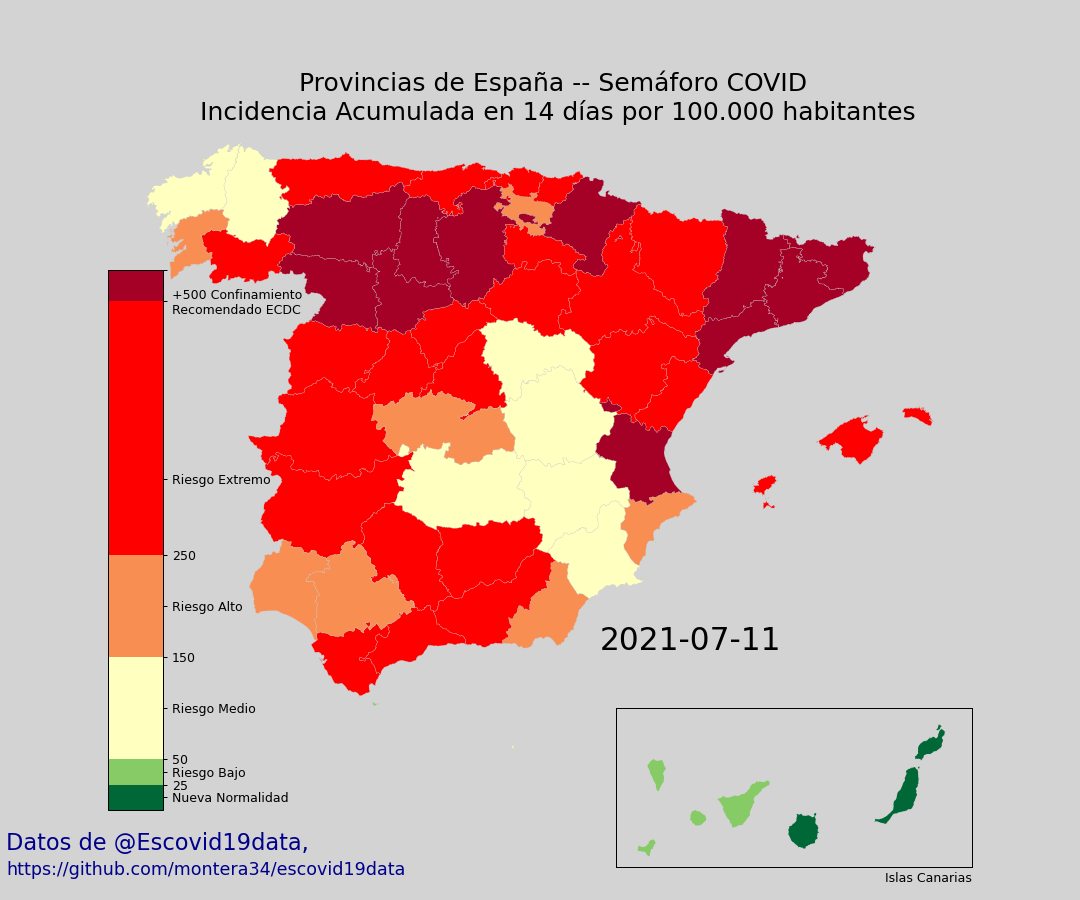 Provincias de España -- Semáforo COVID
Incidencia Acumulada en 14 días por 100.000 habitantes
+500 Confinamiento
Recomendado ECDC
Riesgo Extremo
250
Riesgo Alto
150
Riesgo Medio
50
Riesgo Bajo
25
Nueva Normalidad
2021-07-11
Islas Canarias
Datos de @Escovid19data,
https://github.com/montera34/escovid19data